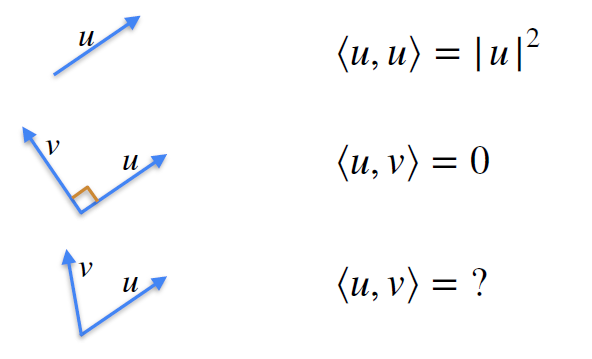 u
⟨u, u⟩ = |u|²
v
u
⟨u, v⟩ = 0
v
u
⟨u, v⟩ = ?